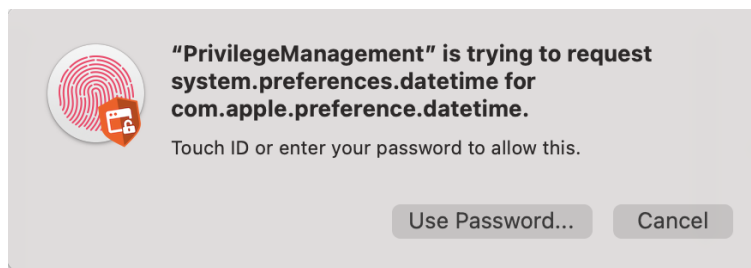 “PrivilegeManagement” is trying to request
system.preferences.datetime for
com.apple.preference.datetime.
Touch ID or enter your password to allow this.
Use Password... Cancel